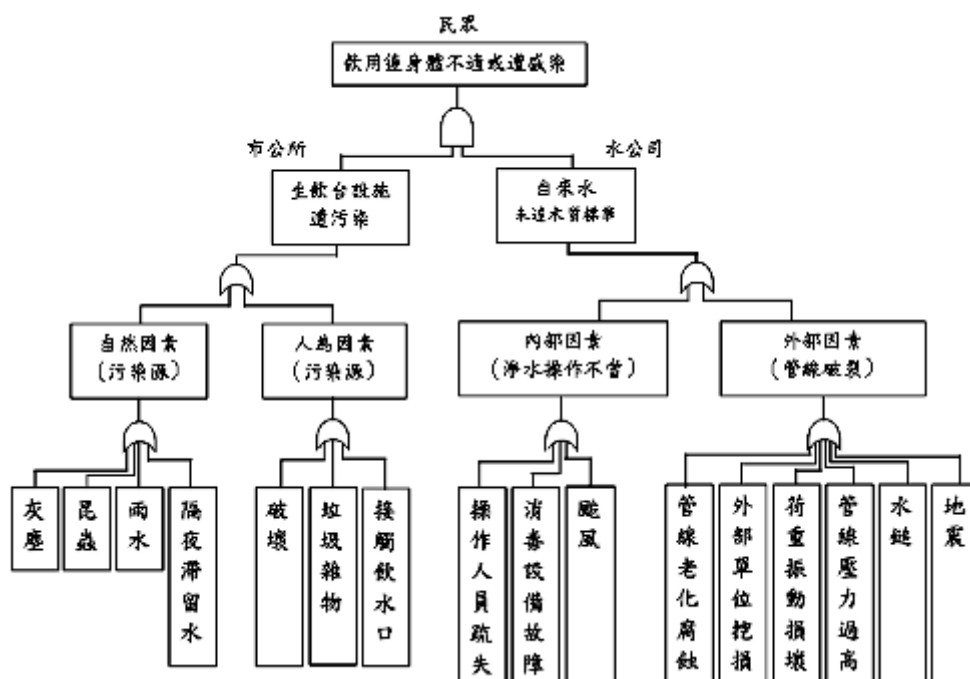 民眾
飲用後身體不適或遭感染
市公所
水公司
生飲台設施
遭污染
自來水
未達水質標準
自然因素
(污染源)
人為因素
(污染源)
內部因素
(淨水操作不當)
外部因素
(管線破裂)
灰塵
昆蟲
雨水
隔夜滯留水
破壞
垃圾雜物
接觸飲水口
操作人員疏失
消毒設備故障
颱風
管線老化腐蝕
外部單位挖損
荷重振動損壞
管線壓力過高
水鎚
地震